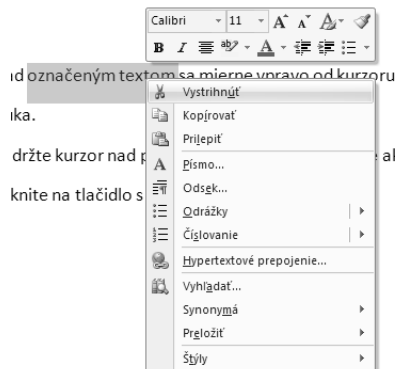 Calibri 11 A A A
B I ab A
ad označeným textom sa mierne vpravo od kurzoru
ika.
držte kurzor nad p
knite na tlačidlo s
Vystrihnúť
Kopírovať
Prilepiť
A Písmo...
Odsek...
Odrážky
Číslovanie
Hypertextové prepojenie...
Vyhľadať...
Synonymá
Preložiť
Štýly